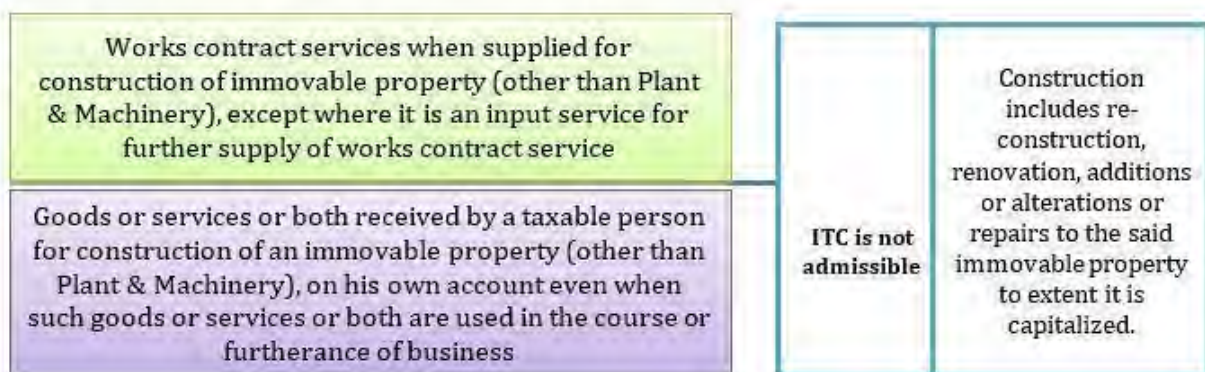 Works contract services when supplied for
construction of immovable property (other than Plant
& Machinery), except where it is an input service for
further supply of works contract service
Goods or services or both received by a taxable person
for construction of an immovable property (other than
Plant & Machinery), on his own account even when
such goods or services or both are used in the course or
furtherance of business
ITC is not
admissible
Construction
includes re-
construction,
renovation, additions
or alterations or
repairs to the said
immovable property
to extent it is
capitalized.